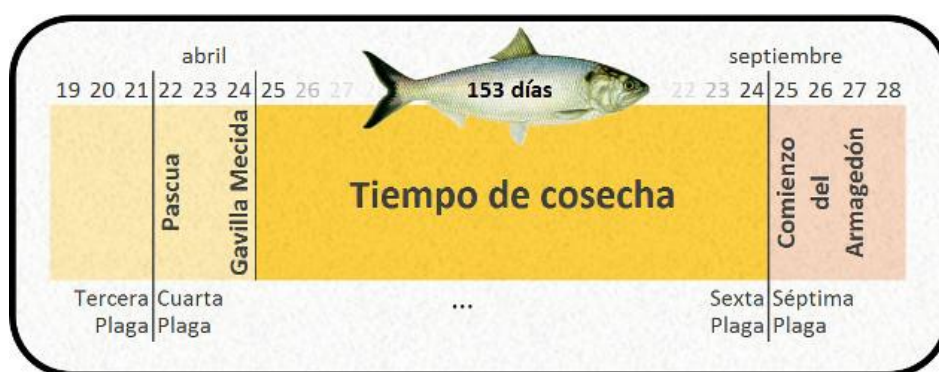 abril septiembre
19 20 21 22 23 24 25 26 27 22 23 24 25 26 27 28
153 días
Pascua
Gavilla Mecida
Tiempo de cosecha
Comienzo
del
Armagedón
Tercera Cuarta ... Sexta Séptima
Plaga Plaga Plaga Plaga